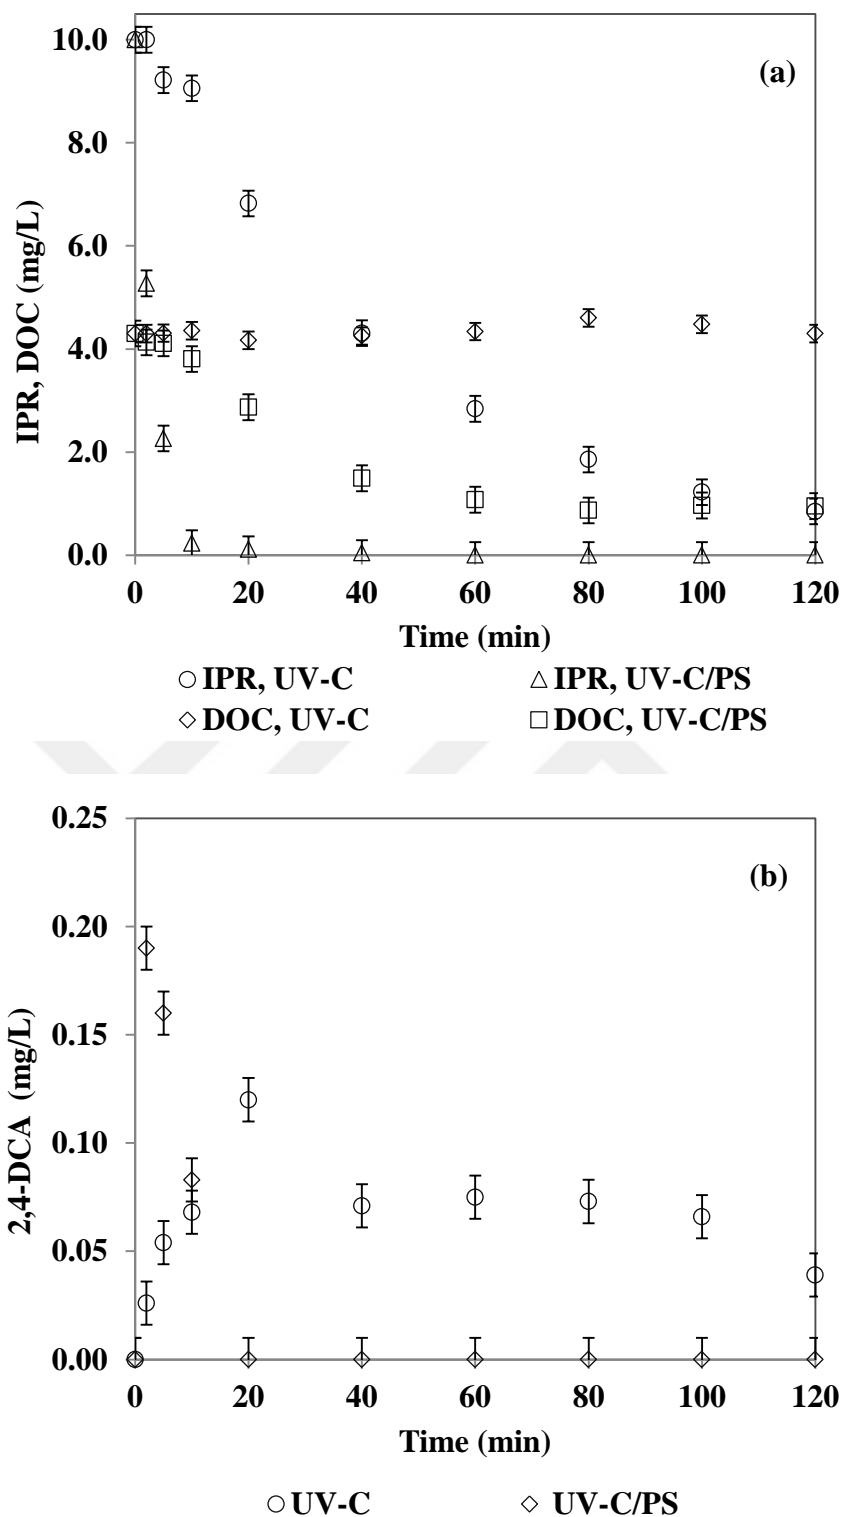 10.0
(a)
8.0
IPR, DOC (mg/L)
6.0
4.0
2.0
0.0
0 20 40 60 80 100 120
Time (min)
IPR, UV-C IPR, UV-C/PS
DOC, UV-C DOC, UV-C/PS
0.25
(b)
0.20
2,4-DCA (mg/L)
0.15
0.10
0.05
0.00
0 20 40 60 80 100 120
Time (min)
UV-C UV-C/PS